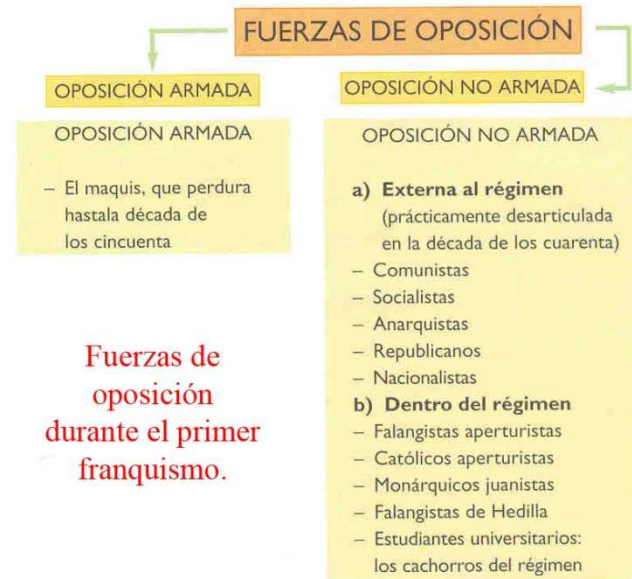 FUERZAS DE OPOSICIÓN
OPOSICIÓN ARMADA
OPOSICIÓN ARMADA
– El maquis, que perdura
hastala década de
los cincuenta
Fuerzas de
oposición
durante el primer
franquismo.
OPOSICIÓN NO ARMADA
OPOSICIÓN NO ARMADA
a) Externa al régimen
(prácticamente desarticulada
en la década de los cuarenta)
– Comunistas
– Socialistas
– Anarquistas
– Republicanos
– Nacionalistas
b) Dentro del régimen
– Falangistas aperturistas
– Católicos aperturistas
– Monárquicos juanistas
– Falangistas de Hedilla
– Estudiantes universitarios:
los cachorros del régimen